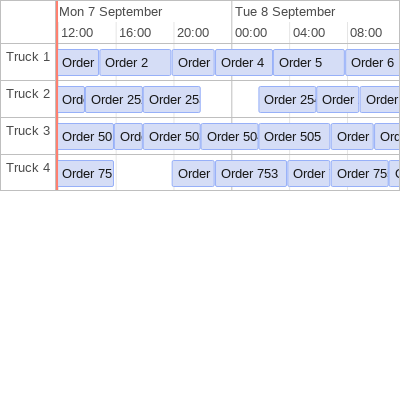 Mon 7 September Tue 8 September
12:00 16:00 20:00 00:00 04:00 08:00
Truck 1 Order Order 2 Order Order 4 Order 5 Order 6
Truck 2 Ord Order 25 Order 25 Order 25 Order Order
Truck 3 Order 50 Ord Order 50 Order 50 Order 505 Order Ord
Truck 4 Order 75 Order Order 753 Order Order 75